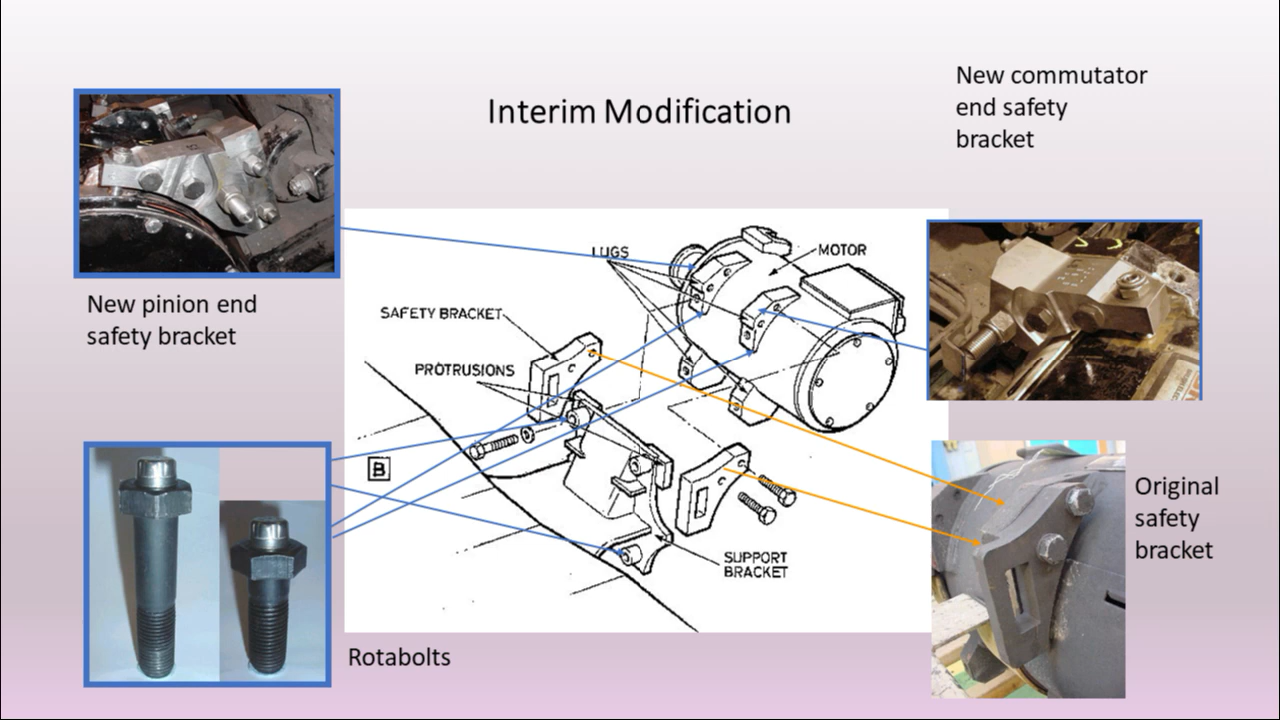 Interim Modification
New commutator
end safety
bracket
New pinion end
safety bracket
LUGS
MOTOR
SAFETY BRACKET
PROTRUSIONS
B
SUPPORT
BRACKET
Original
safety
bracket
Rotabolts